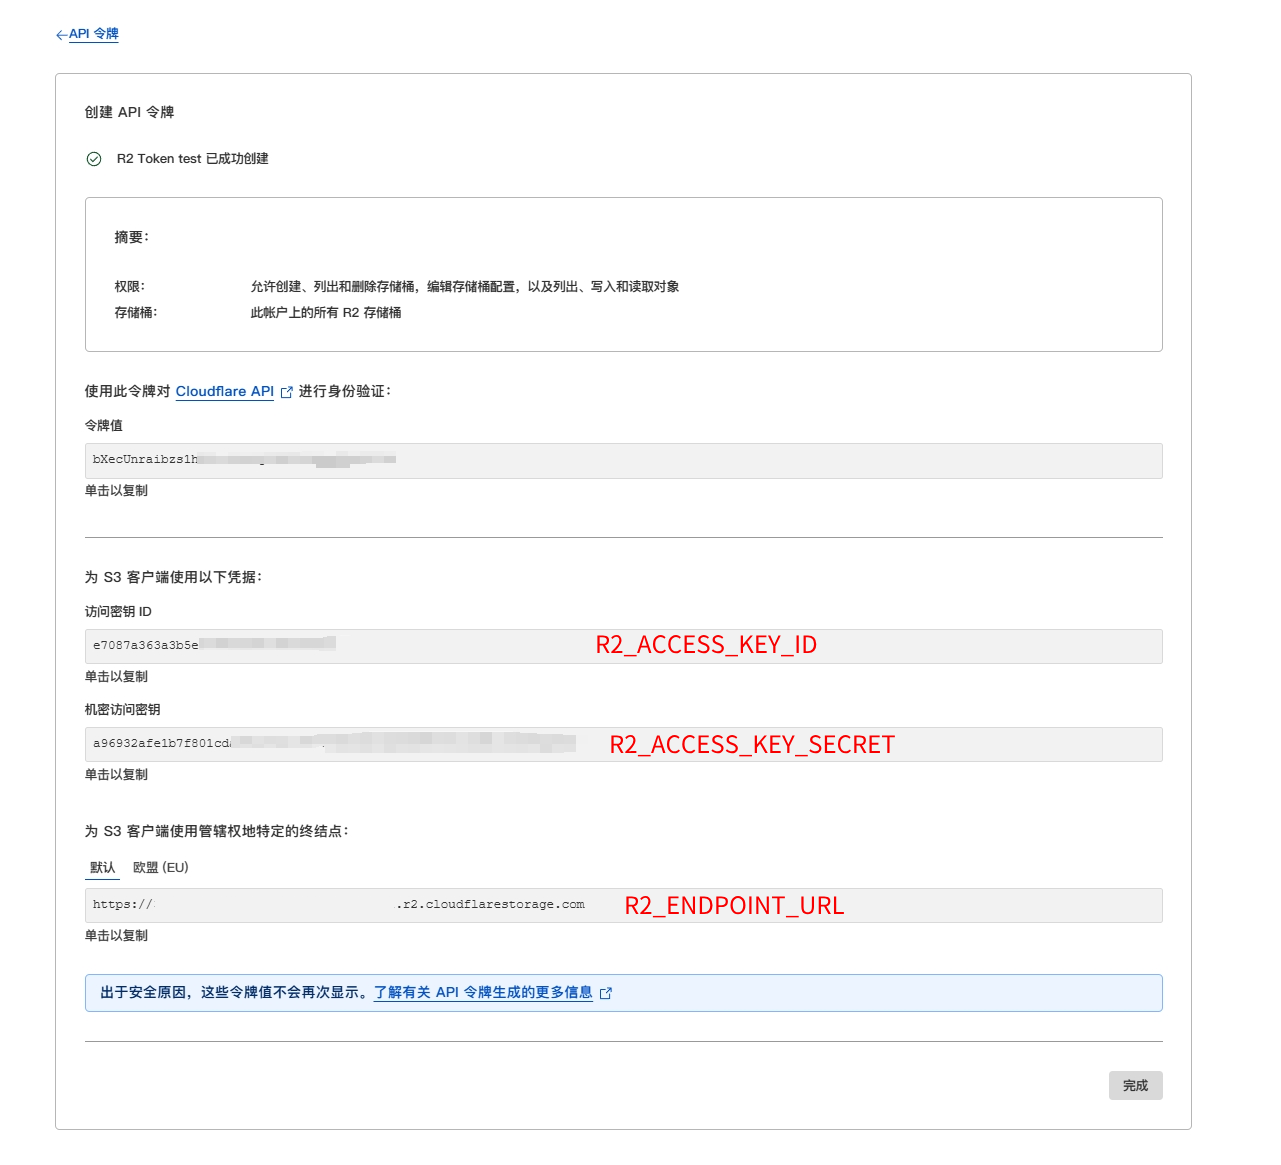 ←API 令牌
创建 API 令牌
R2 Token test 已成功创建
摘要：
权限： 允许创建、列出和删除存储桶，编辑存储桶配置，以及列出、写入和读取对象
存储桶： 此帐户上的所有 R2 存储桶
使用此令牌对 Cloudflare API 进行身份验证：
令牌值
bXecUnraibzs1h
单击以复制
为 S3 客户端使用以下凭据：
访问密钥 ID
e7087a363a3b5e R2_ACCESS_KEY_ID
单击以复制
机密访问密钥
a96932afe1b7f801cd R2_ACCESS_KEY_SECRET
单击以复制
为 S3 客户端使用管辖权地特定的终结点：
默认 欧盟 (EU)
https:// .r2.cloudflarestorage.com R2_ENDPOINT_URL
单击以复制
出于安全原因，这些令牌值不会再次显示。了解有关 API 令牌生成的更多信息
完成